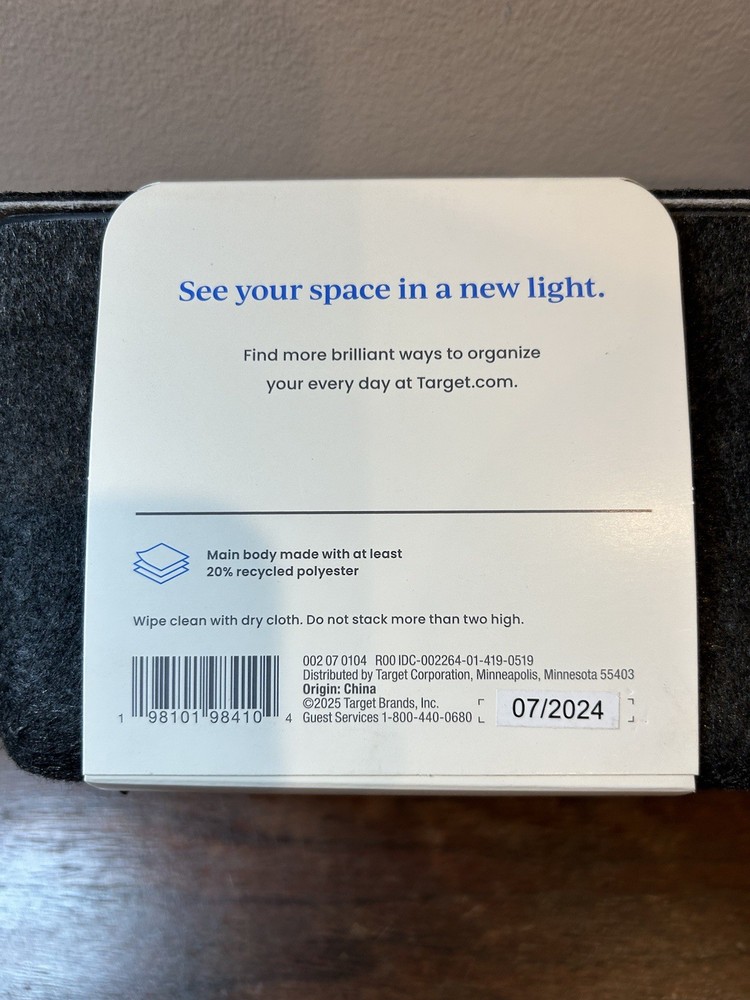 See your space in a new light.
Find more brilliant ways to organize
your every day at Target.com.
Main body made with at least
20% recycled polyester
Wipe clean with dry cloth. Do not stack more than two high.
002 07 0104 R00 IDC-002264-01-419-0519
Distributed by Target Corporation, Minneapolis, Minnesota 55403
Origin: China
©2025 Target Brands, Inc.
Guest Services 1-800-440-0680
07/2024
1 98101 98410 4